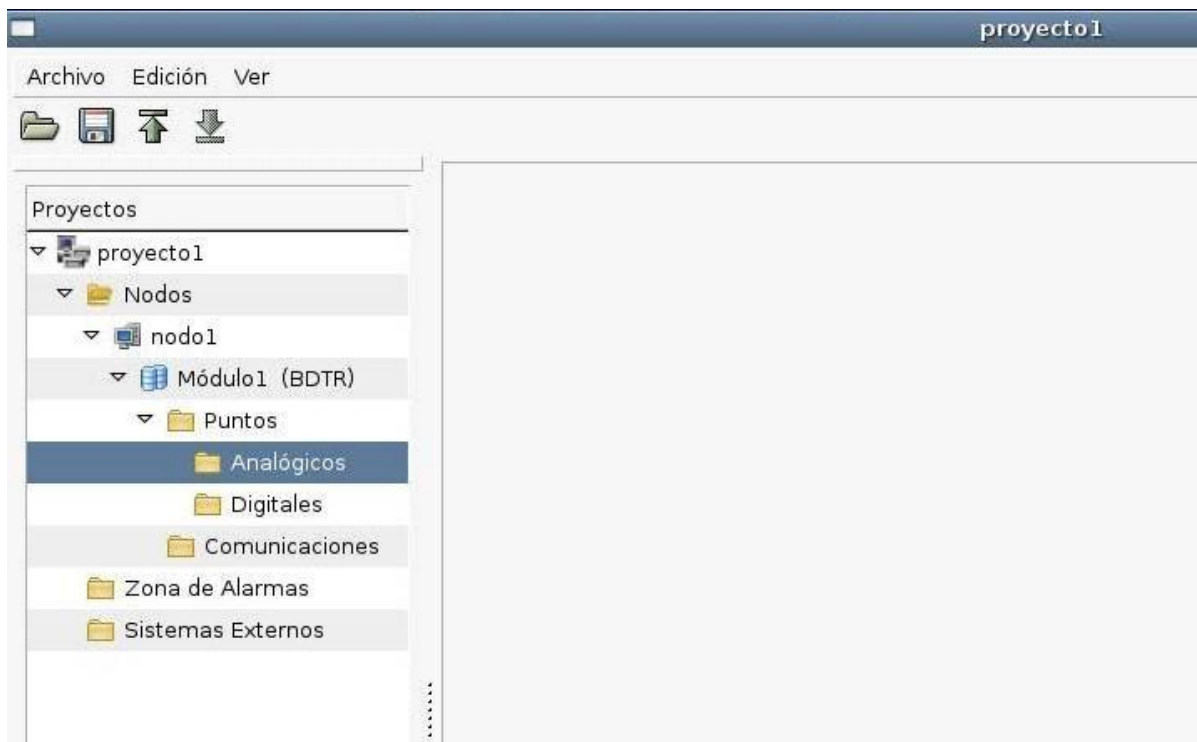 proyecto1
Archivo Edición Ver
Proyectos
proyecto1
Nodos
nodo1
Módulo1 (BDTR)
Puntos
Analógicos
Digitales
Comunicaciones
Zona de Alarmas
Sistemas Externos